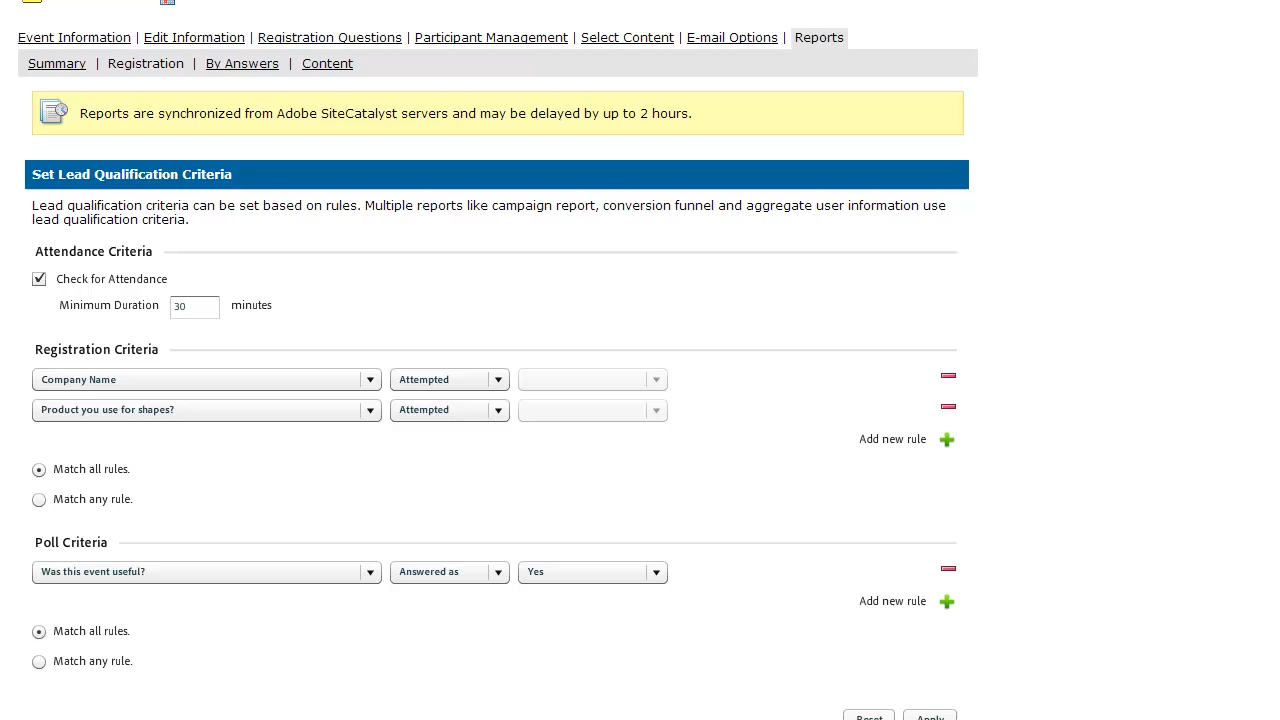 Event Information | Edit Information | Registration Questions | Participant Management | Select Content | E-mail Options | Reports
Summary | Registration | By Answers | Content
Reports are synchronized from Adobe SiteCatalyst servers and may be delayed by up to 2 hours.
Set Lead Qualification Criteria
Lead qualification criteria can be set based on rules. Multiple reports like campaign report, conversion funnel and aggregate user information use
lead qualification criteria.
Attendance Criteria
Check for Attendance
Minimum Duration 30 minutes
Registration Criteria
Company Name Attempted
Product you use for shapes? Attempted
Add new rule
Match all rules.
Match any rule.
Poll Criteria
Was this event useful? Answered as Yes
Add new rule
Match all rules.
Match any rule.
Reset Apply